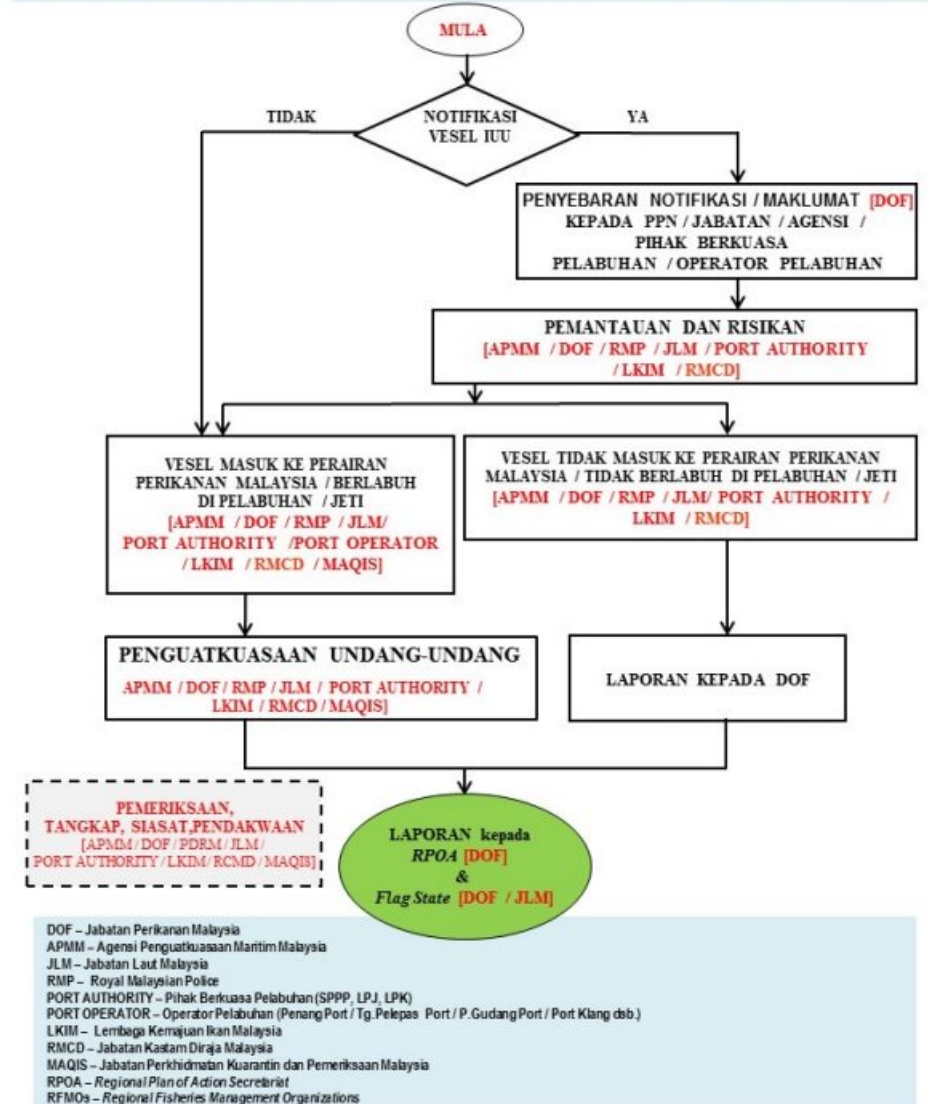 MULA
TIDAK
NOTIFIKASI
VESEL IUU
YA
PENYEBARAN NOTIFIKASI / MAKLUMAT [DOF]
KEPADA PPN / JABATAN / AGENSI /
PIHAK BERKUASA
PELABUHAN / OPERATOR PELABUHAN
PEMANTAUAN DAN RISIKAN
[APMM / DOF / RMP / JLM / PORT AUTHORITY
/ LKIM / RMCD]
VESEL MASUK KE PERAIRAN
PERIKANAN MALAYSIA / BERLABUH
DI PELABUHAN / JETI
[APMM / DOF / RMP / JLM/
PORT AUTHORITY /PORT OPERATOR
/ LKIM / RMCD / MAQIS]
VESEL TIDAK MASUK KE PERAIRAN PERIKANAN
MALAYSIA / TIDAK BERLABUH DI PELABUHAN / JETI
[APMM / DOF / RMP / JLM/ PORT AUTHORITY /
LKIM / RMCD]
PENGUATKUASAAN UNDANG-UNDANG
APMM / DOF/ RMP / JLM / PORT AUTHORITY /
LKIM / RMCD / MAQIS]
LAPORAN KEPADA DOF
PEMERIKSAAN,
TANGKAP, SIASAT,PENDAKWAAN
[APMM / DOF / PDRM / JLM /
PORT AUTHORITY / LKIM/ RCMD / MAQIS]
LAPORAN kepada
RPOA [DOF]
&
Flag State [DOF / JLM]
DOF – Jabatan Perikanan Malaysia
APMM – Agensi Penguatkuasaan Maritim Malaysia
JLM – Jabatan Laut Malaysia
RMP – Royal Malaysian Police
PORT AUTHORITY – Pihak Berkuasa Pelabuhan (SPPP, LPJ, LPK)
PORT OPERATOR – Operator Pelabuhan (Penang Port / Tg.Pelepas Port / P.Gudang Port / Port Klang dsb.)
LKIM – Lembaga Kemajuan Ikan Malaysia
RMCD – Jabatan Kastam Diraja Malaysia
MAQIS – Jabatan Perkhidmatan Kuarantin dan Pemeriksaan Malaysia
RPOA – Regional Plan of Action Secretariat
RFMOs – Regional Fisheries Management Organizations